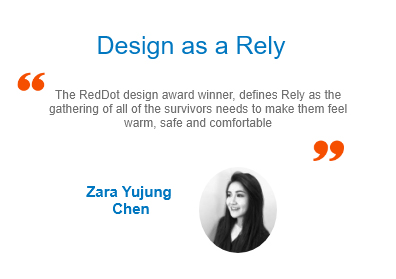 Design as a Rely
“
The RedDot design award winner, defines Rely as the
gathering of all of the survivors needs to make them feel
warm, safe and comfortable
”
Zara Yujung
Chen